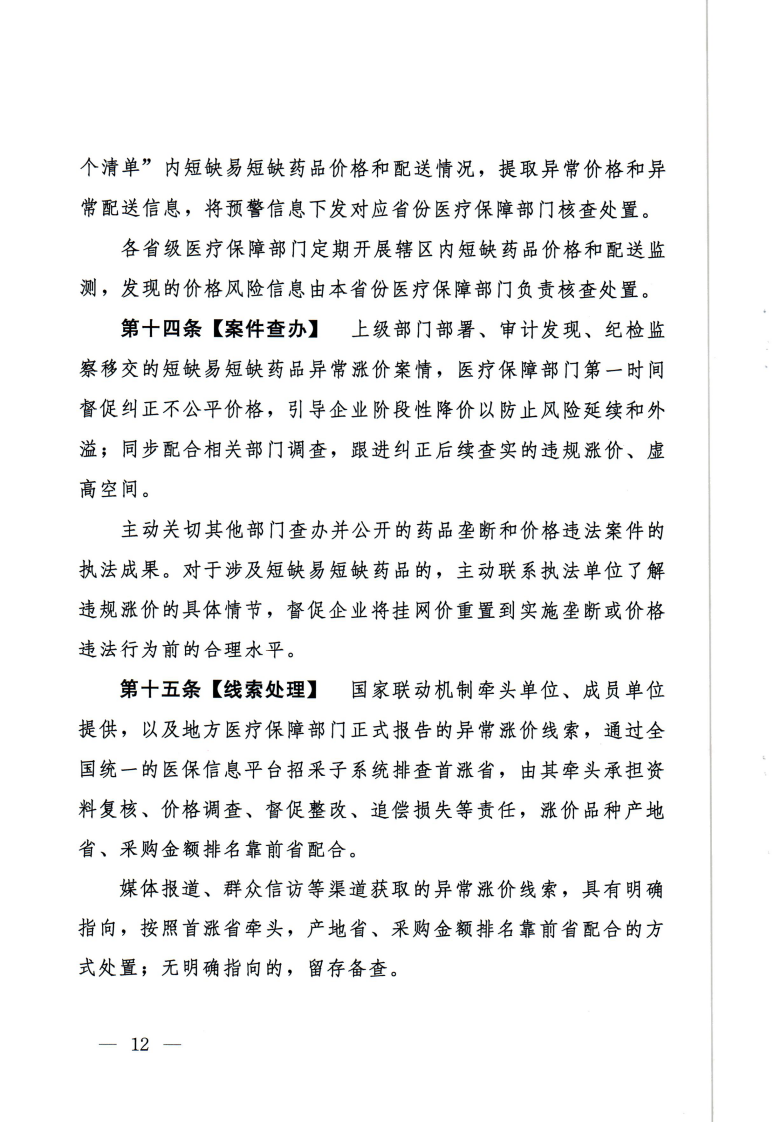 个清单”内短缺易短缺药品价格和配送情况，提取异常价格和异
常配送信息，将预警信息下发对应省份医疗保障部门核查处置。
各省级医疗保障部门定期开展辖区内短缺药品价格和配送监
测，发现的价格风险信息由本省份医疗保障部门负责核查处置。
第十四条【案件查办】　上级部门部署、审计发现、纪检监
察移交的短缺易短缺药品异常涨价案情，医疗保障部门第一时间
督促纠正不公平价格，引导企业阶段性降价以防止风险延续和外
溢；同步配合相关部门调查，跟进纠正后续查实的违规涨价、虚
高空间。
主动关切其他部门查办并公开的药品垄断和价格违法案件的
执法成果。对于涉及短缺易短缺药品的，主动联系执法单位了解
违规涨价的具体情节，督促企业将挂网价重置到实施垄断或价格
违法行为前的合理水平。
第十五条【线索处理】　国家联动机制牵头单位、成员单位
提供，以及地方医疗保障部门正式报告的异常涨价线索，通过全
国统一的医保信息平台招采子系统排查首涨省，由其牵头承担资
料复核、价格调查、督促整改、追偿损失等责任，涨价品种产地
省、采购金额排名靠前省配合。
媒体报道、群众信访等渠道获取的异常涨价线索，具有明确
指向，按照首涨省牵头，产地省、采购金额排名靠前省配合的方
式处置；无明确指向的，留存备查。
— 12 —